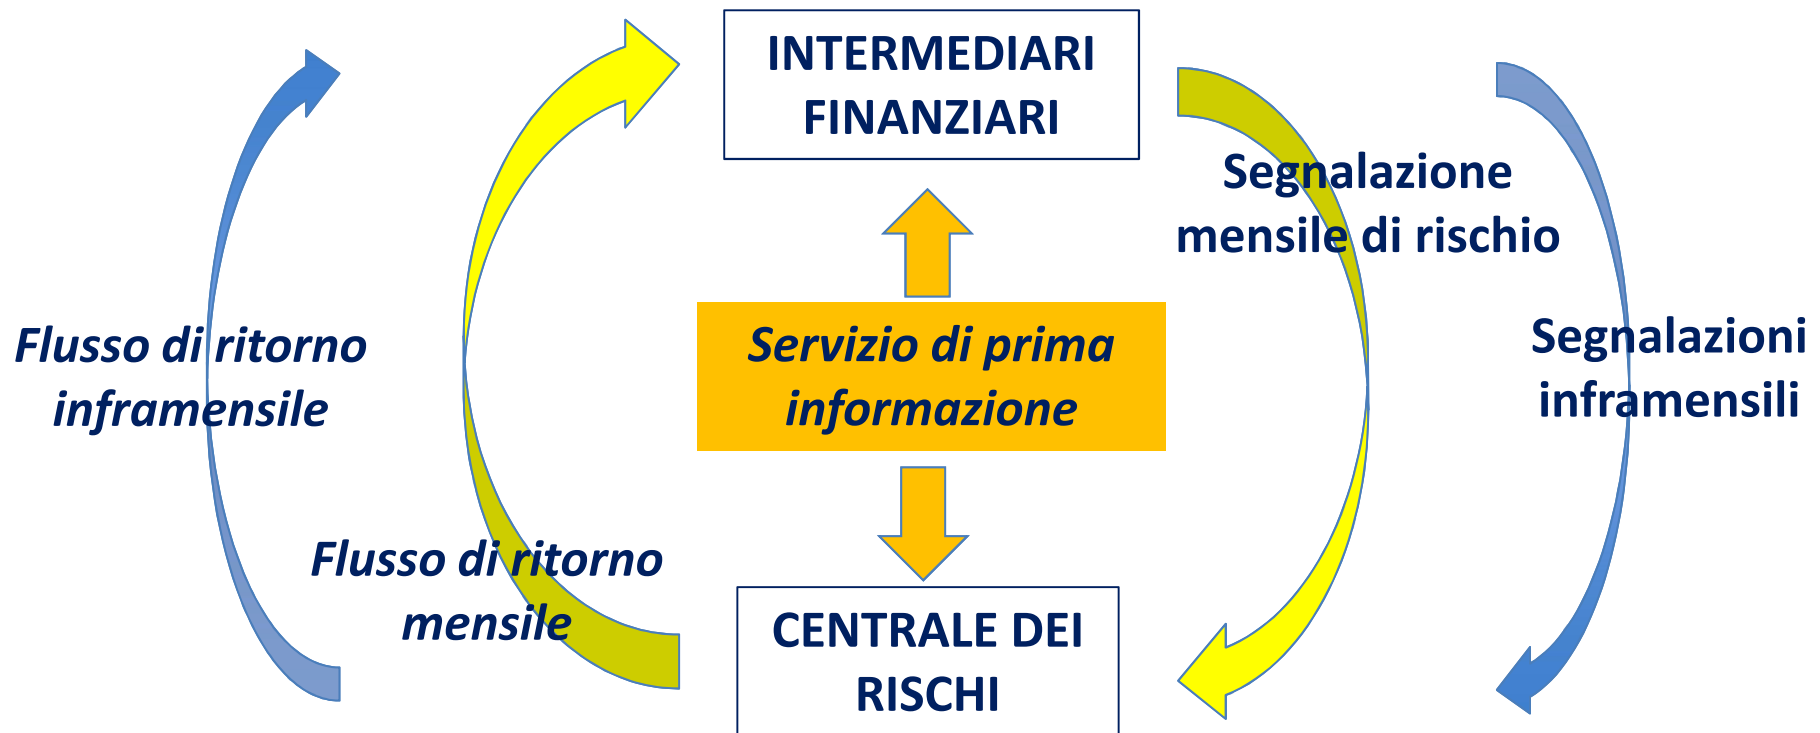 INTERMEDIARI
FINANZIARI
Segnalazione
mensile di rischio
Flusso di ritorno
inframensile
Servizio di prima
informazione
Segnalazioni
inframensili
Flusso di ritorno
mensile
CENTRALE DEI
RISCHI